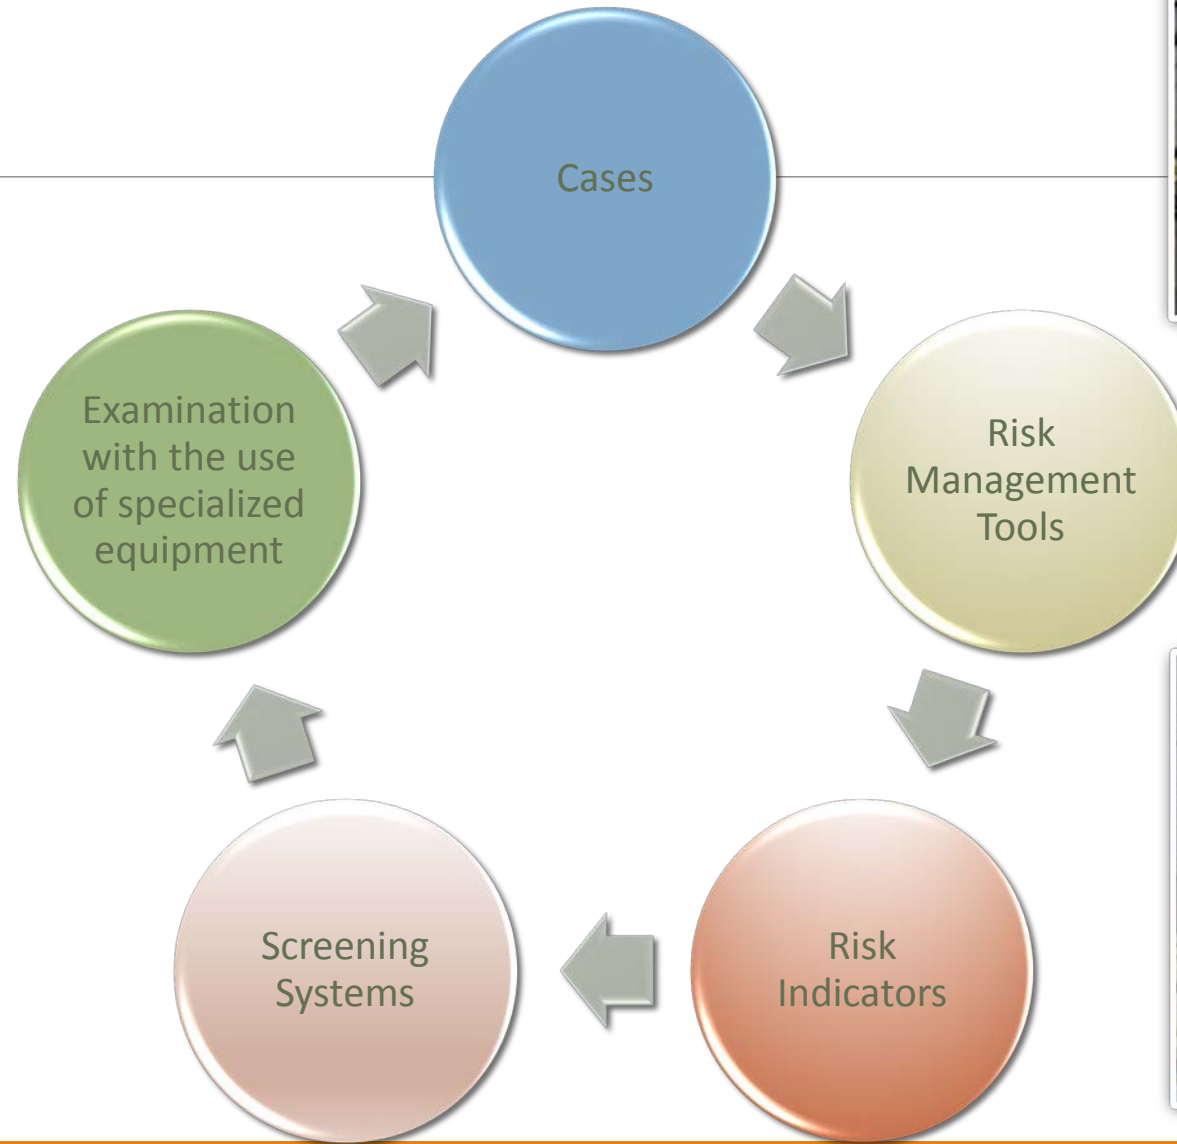 Cases
Risk
Management
Tools
Risk
Indicators
Screening
Systems
Examination
with the use
of specialized
equipment